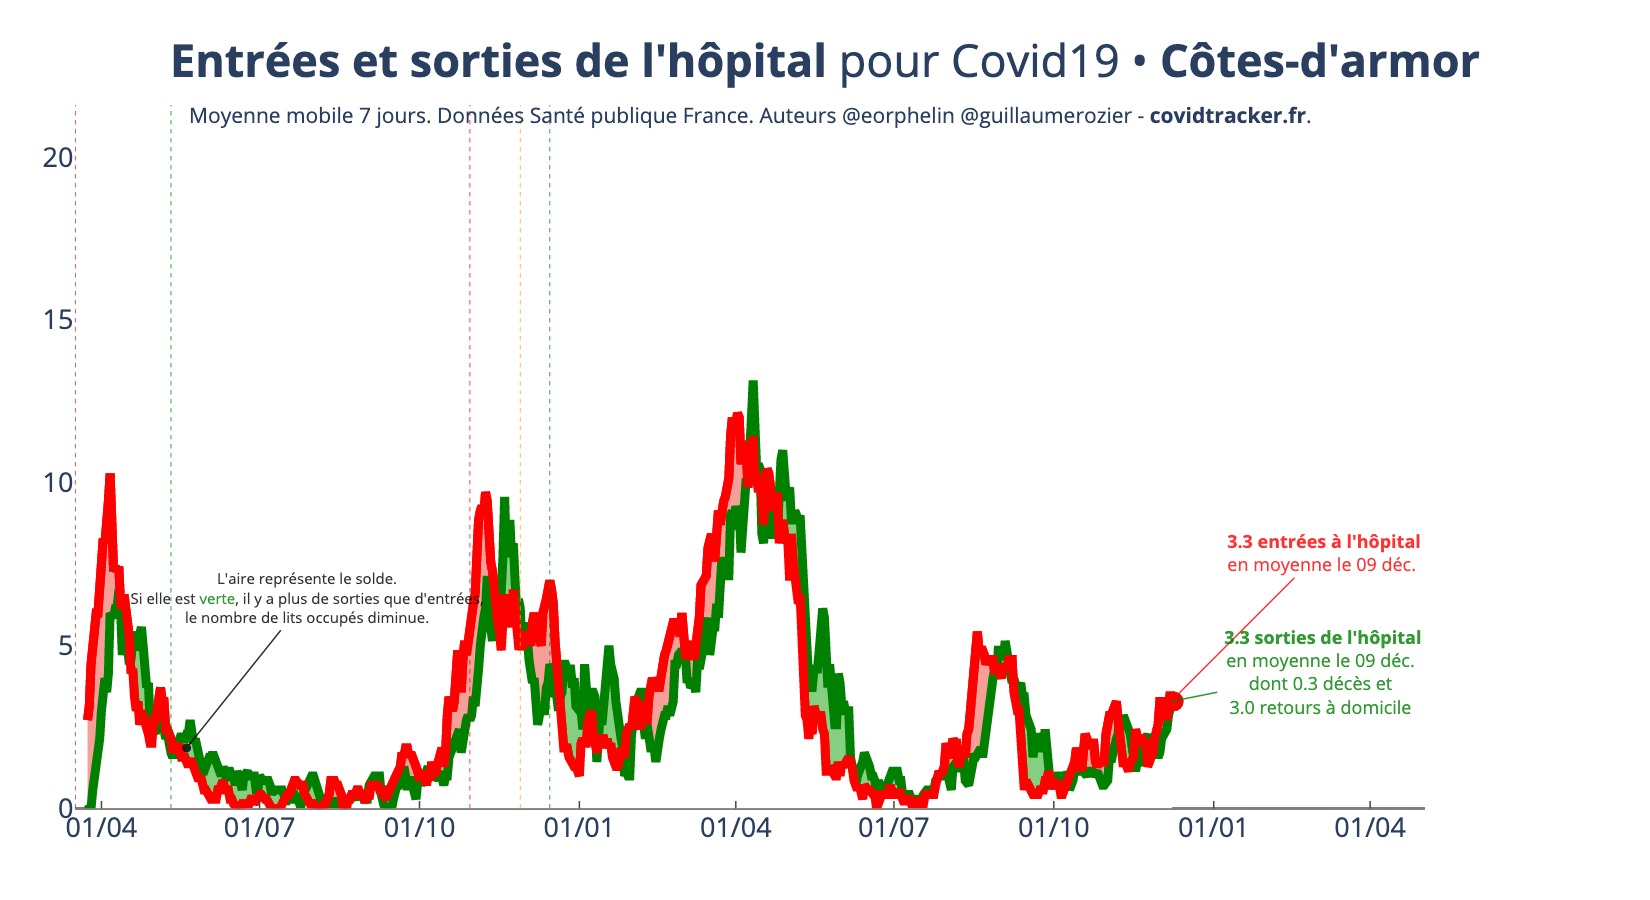 Entrées et sorties de l'hôpital pour Covid19 • Côtes-d'armor
Moyenne mobile 7 jours. Données Santé publique France. Auteurs @eorphelin @guillaumerozier - covidtracker.fr.
20
15
10
5
0
L'aire représente le solde.
Si elle est verte, il y a plus de sorties que d'entrées,
le nombre de lits occupés diminue.
3.3 entrées à l'hôpital
en moyenne le 09 déc.
3.3 sorties de l'hôpital
en moyenne le 09 déc.
dont 0.3 décès et
3.0 retours à domicile
01/04 01/07 01/10 01/01 01/04 01/07 01/10 01/01 01/04